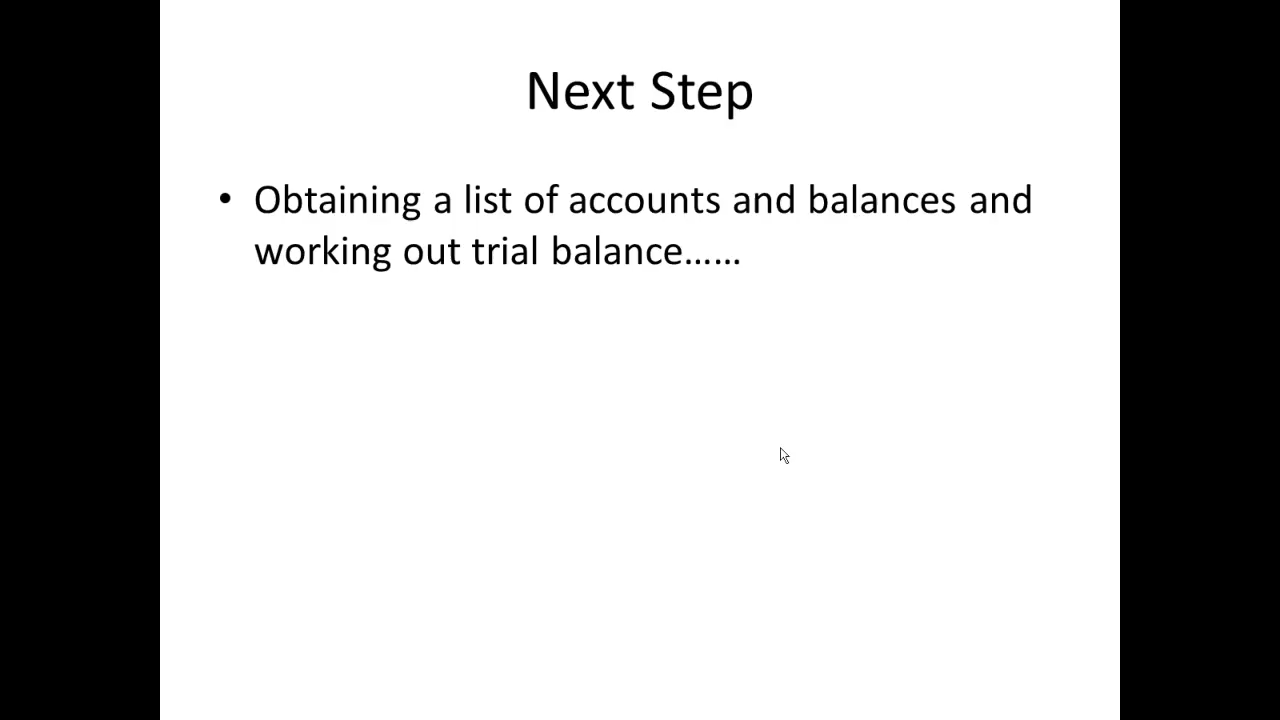 Next Step
• Obtaining a list of accounts and balances and
working out trial balance……